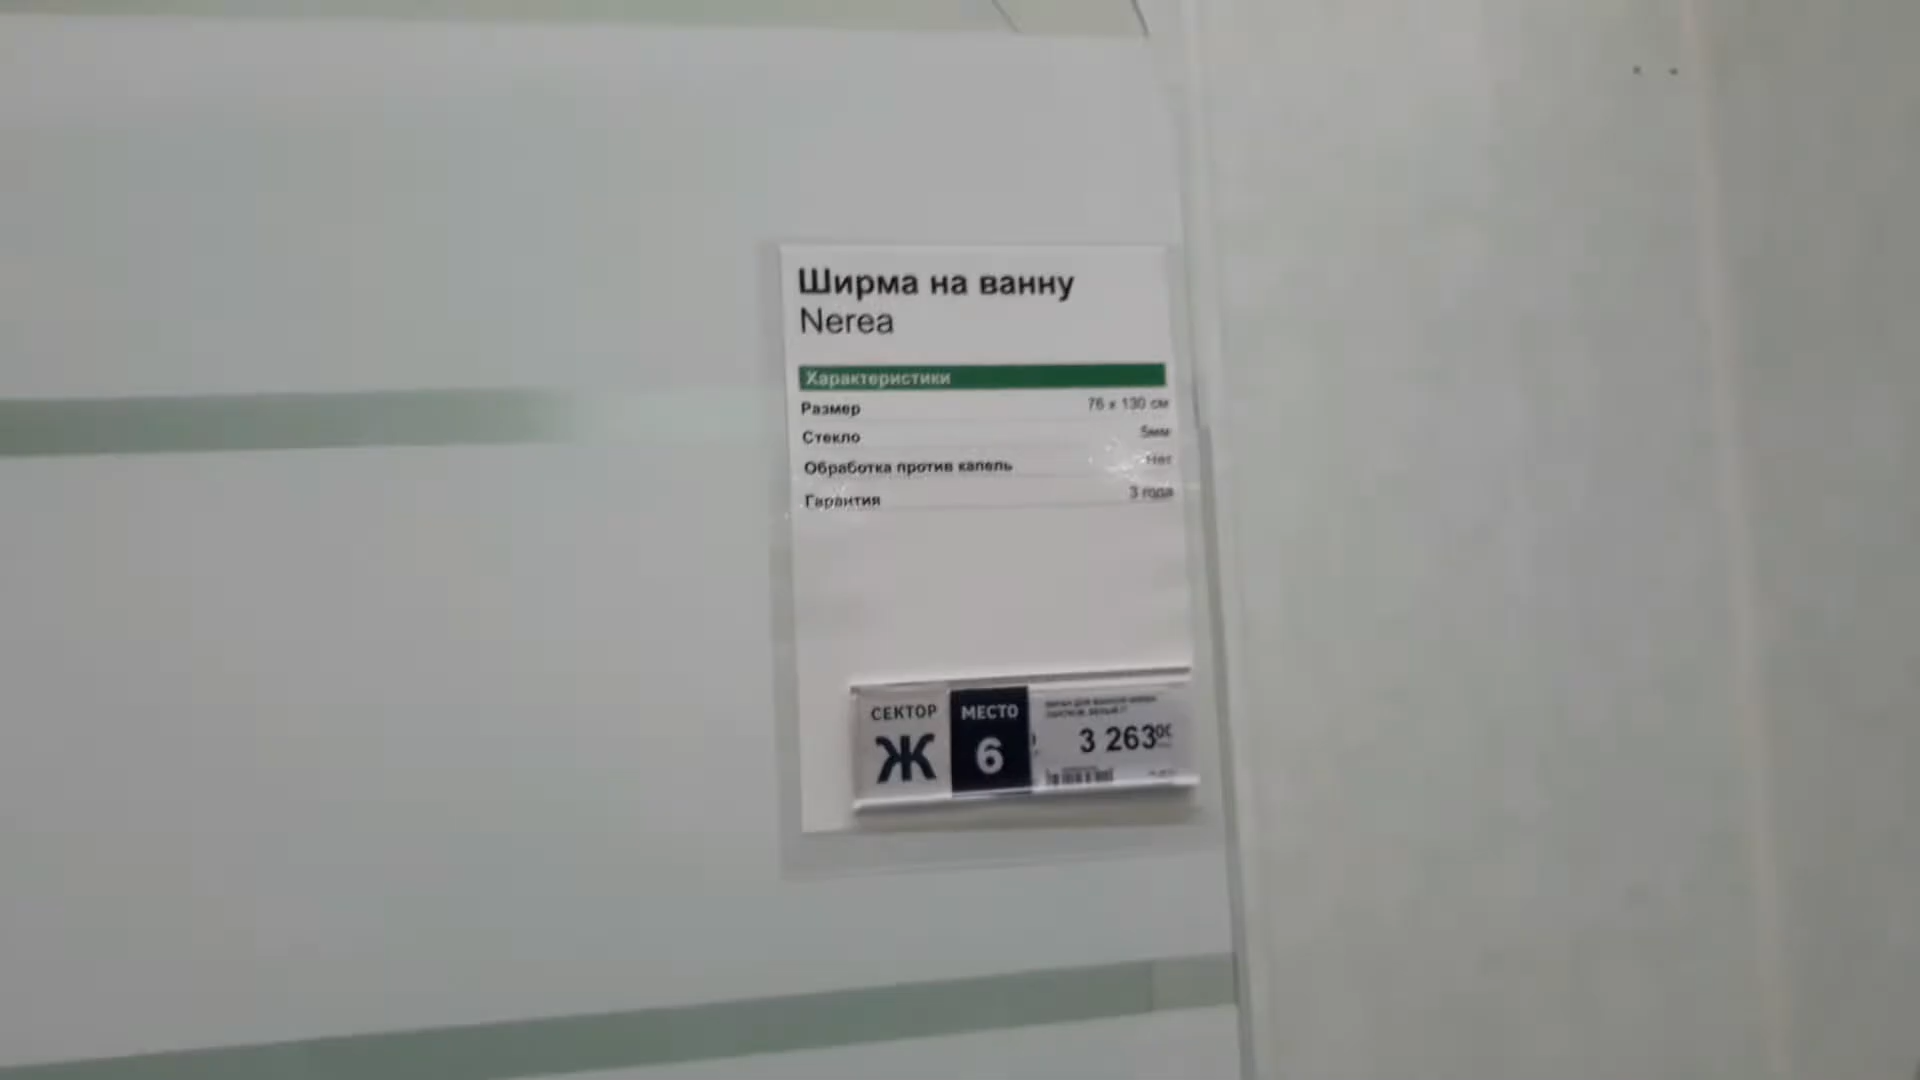 Ширма на ванну
Nerea
Характеристики
Размер 76 x 130 см
Стекло 5мм
Обработка против капель Нет
Гарантия 3 года
СЕКТОР
Ж
МЕСТО
6
3 263